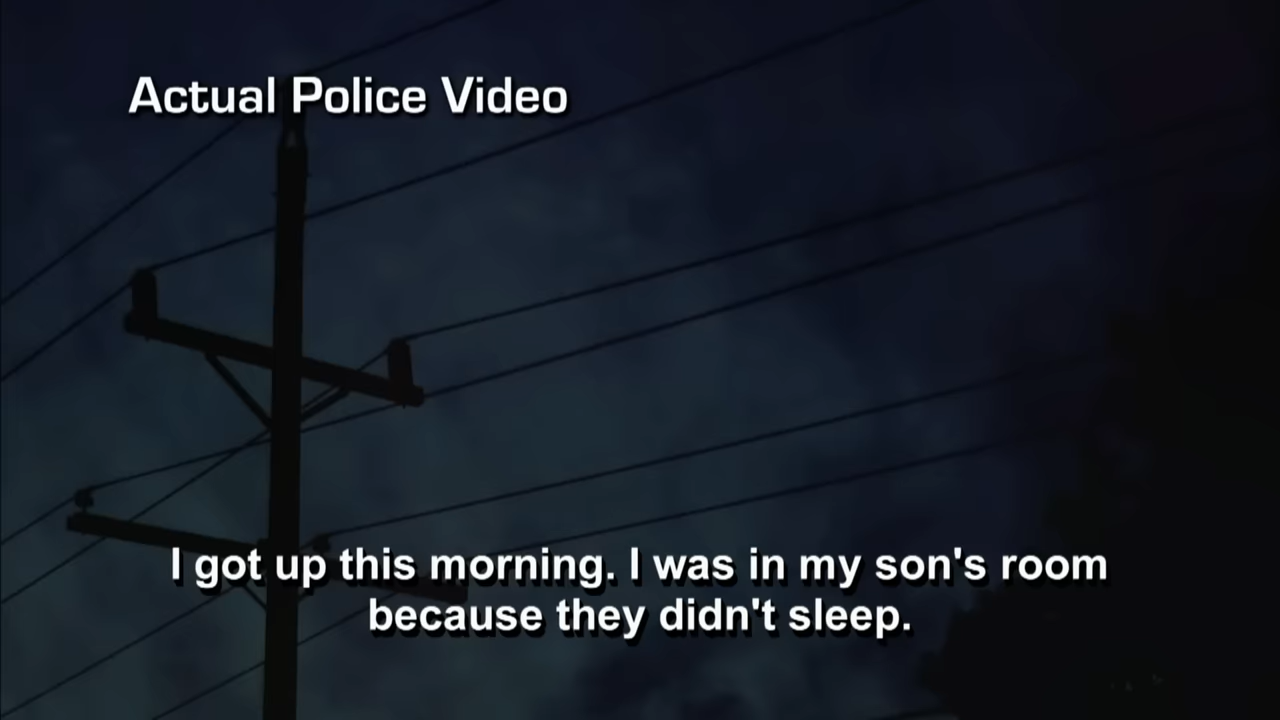 Actual Police Video
I got up this morning. I was in my son's room
because they didn't sleep.